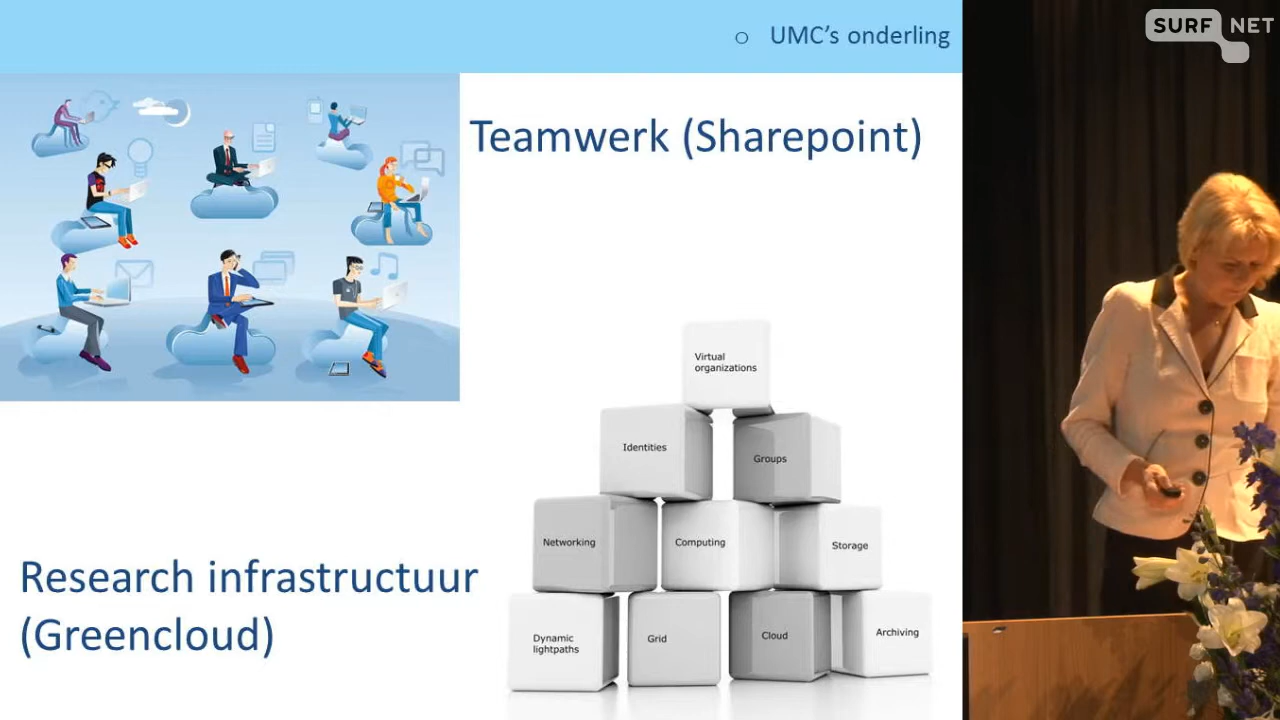 o UMC's onderling
SURF NET
Teamwerk (Sharepoint)
Virtual
organizations
Identities
Groups
Networking
Computing
Storage
Dynamic
lightpaths
Grid
Cloud
Archiving
Research infrastructuur
(Greencloud)